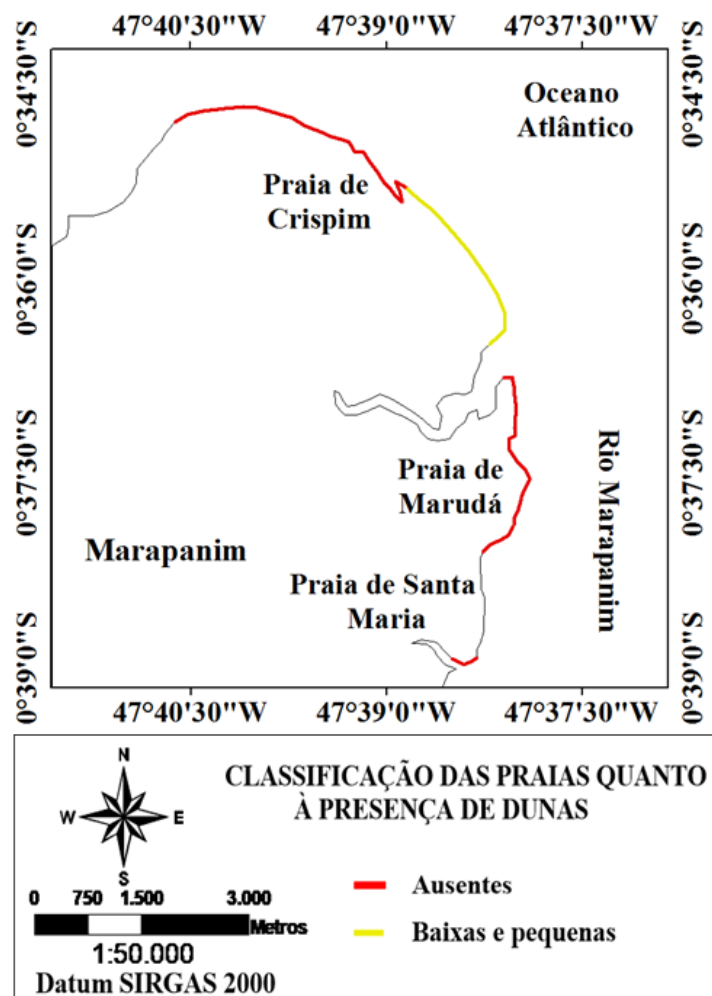 47°40'30"W 47°39'0"W 47°37'30"W
0°34'30"S
0°36'0"S
0°37'30"S
0°39'0"S
Oceano
Atlântico
Praia de
Crispim
Praia de
Marudá
Rio Marapanim
Marapanim
Praia de Santa
Maria
0°34'30"S
0°36'0"S
0°37'30"S
0°39'0"S
47°40'30"W 47°39'0"W 47°37'30"W
N
W E
S
CLASSIFICAÇÃO DAS PRAIAS QUANTO
À PRESENÇA DE DUNAS
0 750 1.500 3.000
Metros
1:50.000
Datum SIRGAS 2000
Ausentes
Baixas e pequenas